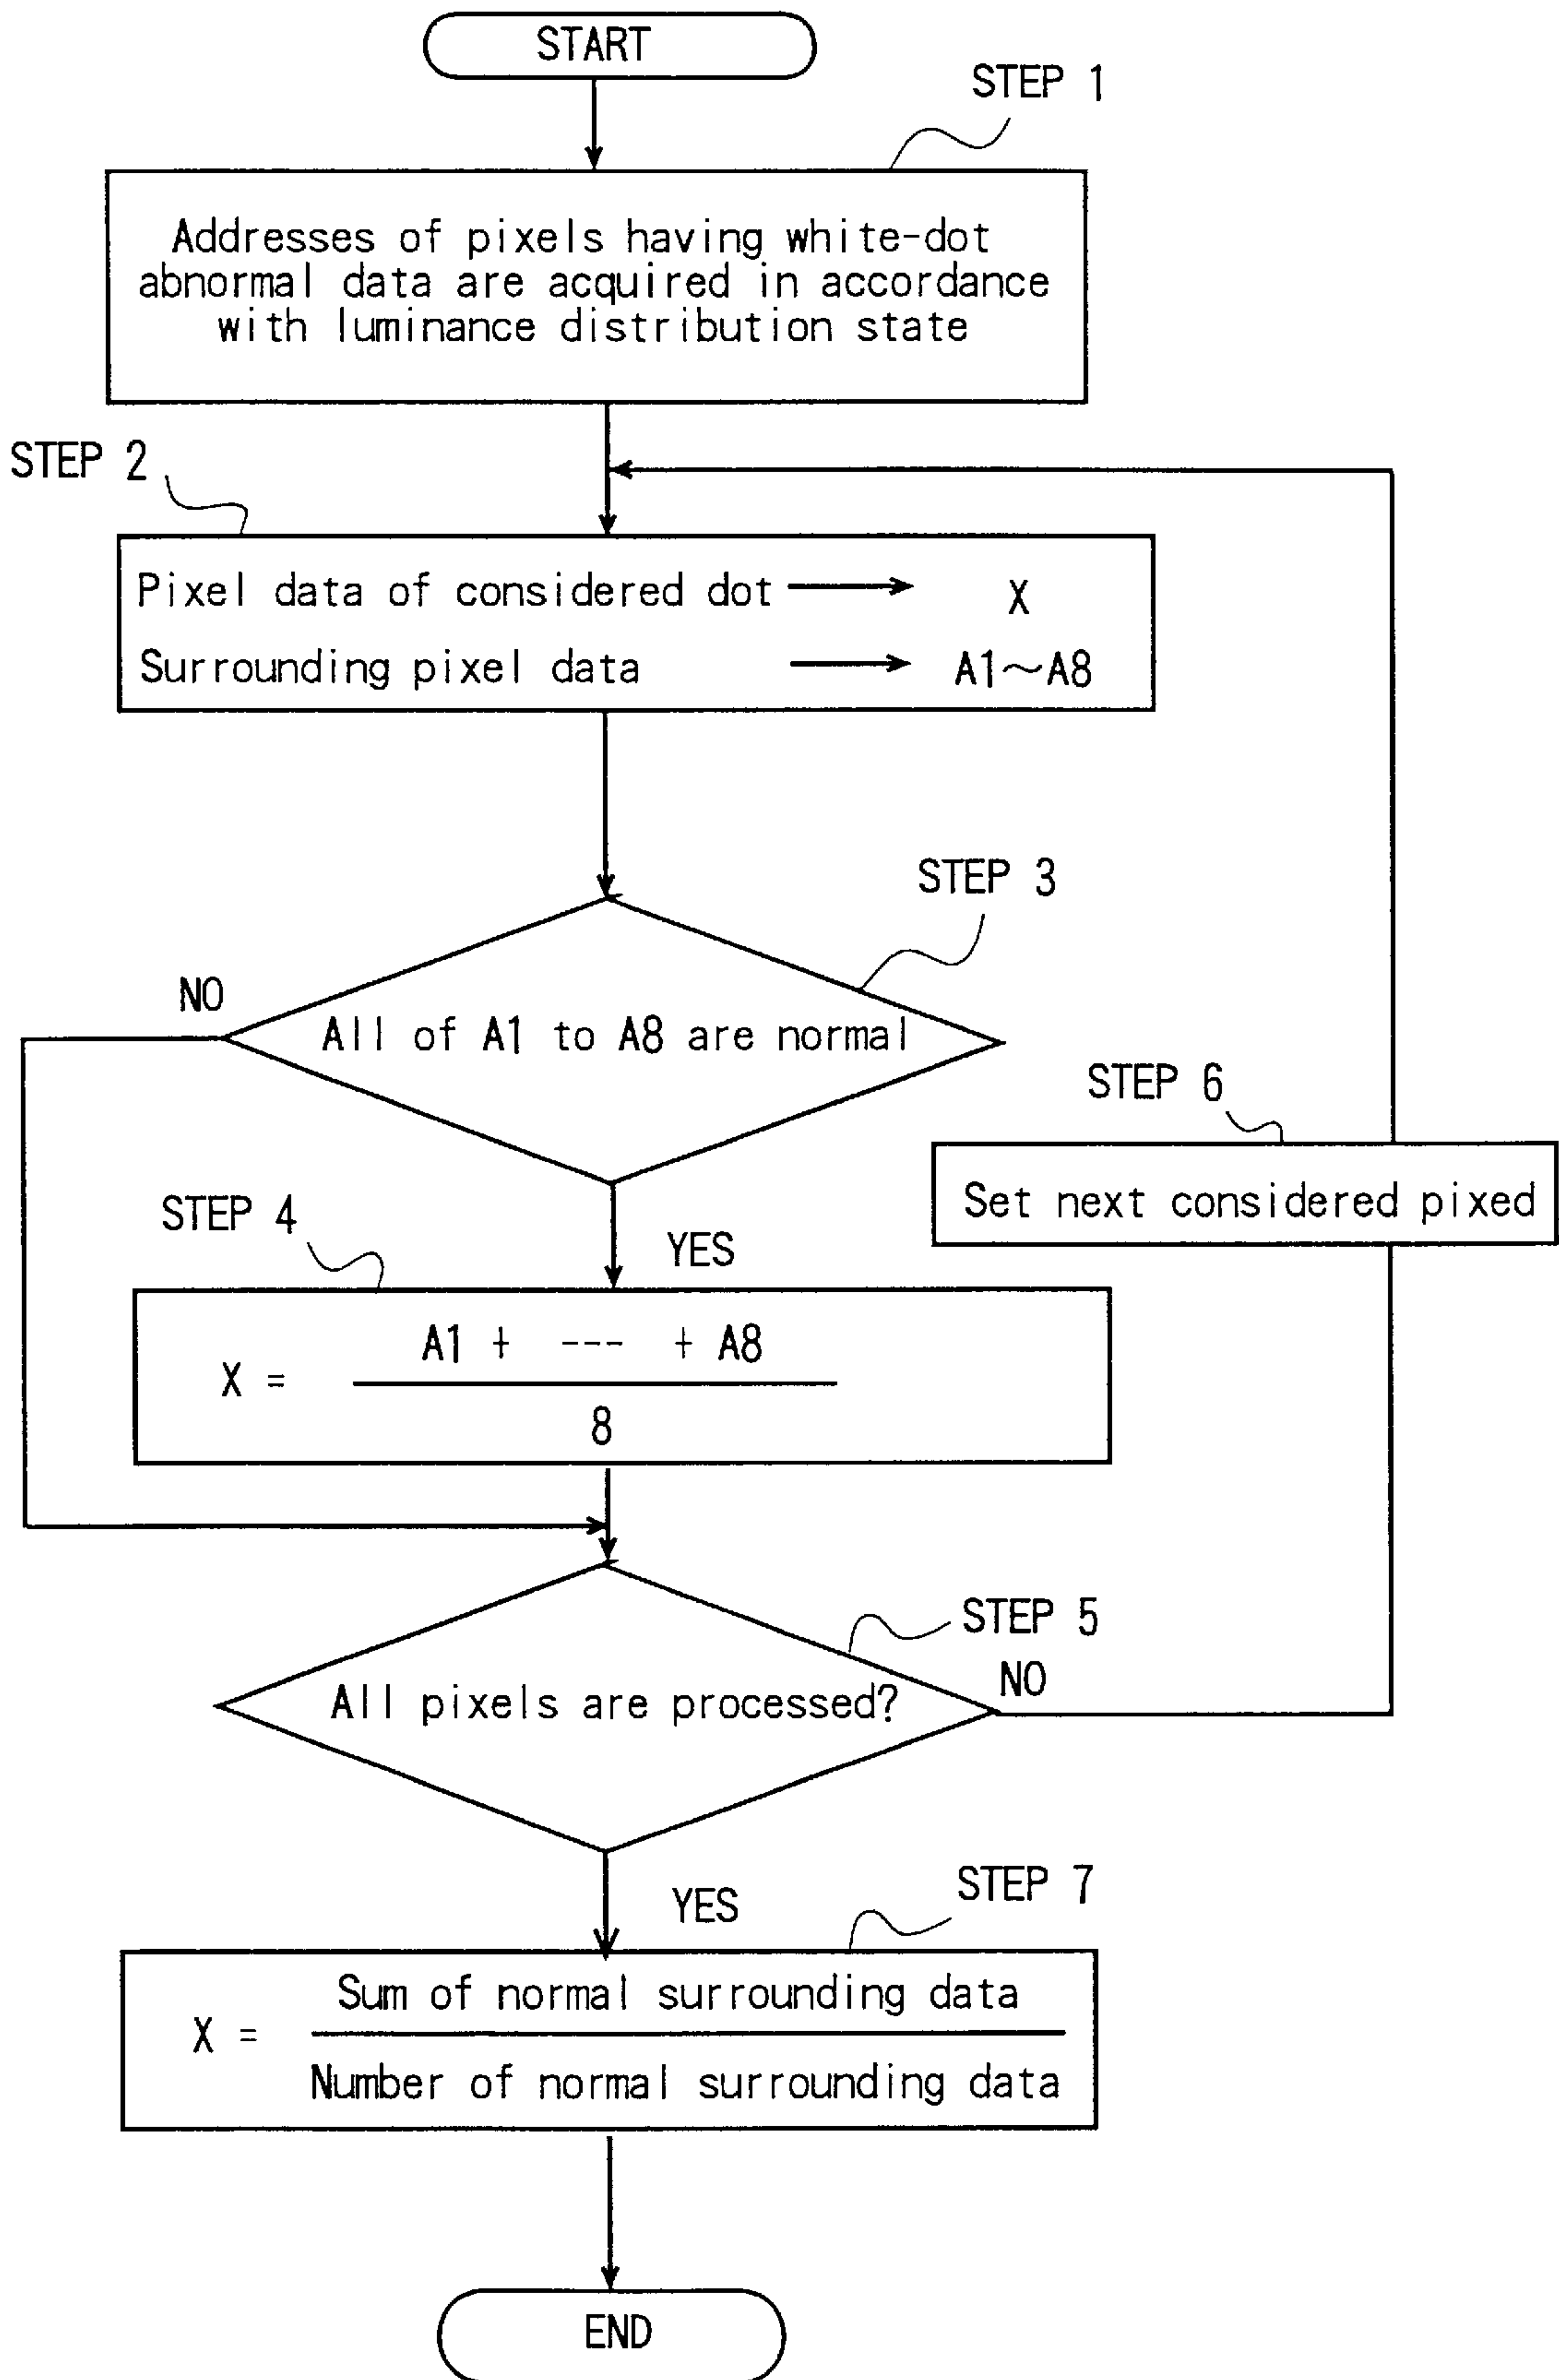 START
STEP 1
Addresses of pixels having white-dot
abnormal data are acquired in accordance
with luminance distribution state
STEP 2
Pixel data of considered dot → X
Surrounding pixel data → A1~A8
STEP 3
NO
All of A1 to A8 are normal
STEP 6
Set next considered pixed
STEP 4
YES
A1 + --- + A8
X =
8
STEP 5
NO
All pixels are processed?
YES
STEP 7
Sum of normal surrounding data
X =
Number of normal surrounding data
END